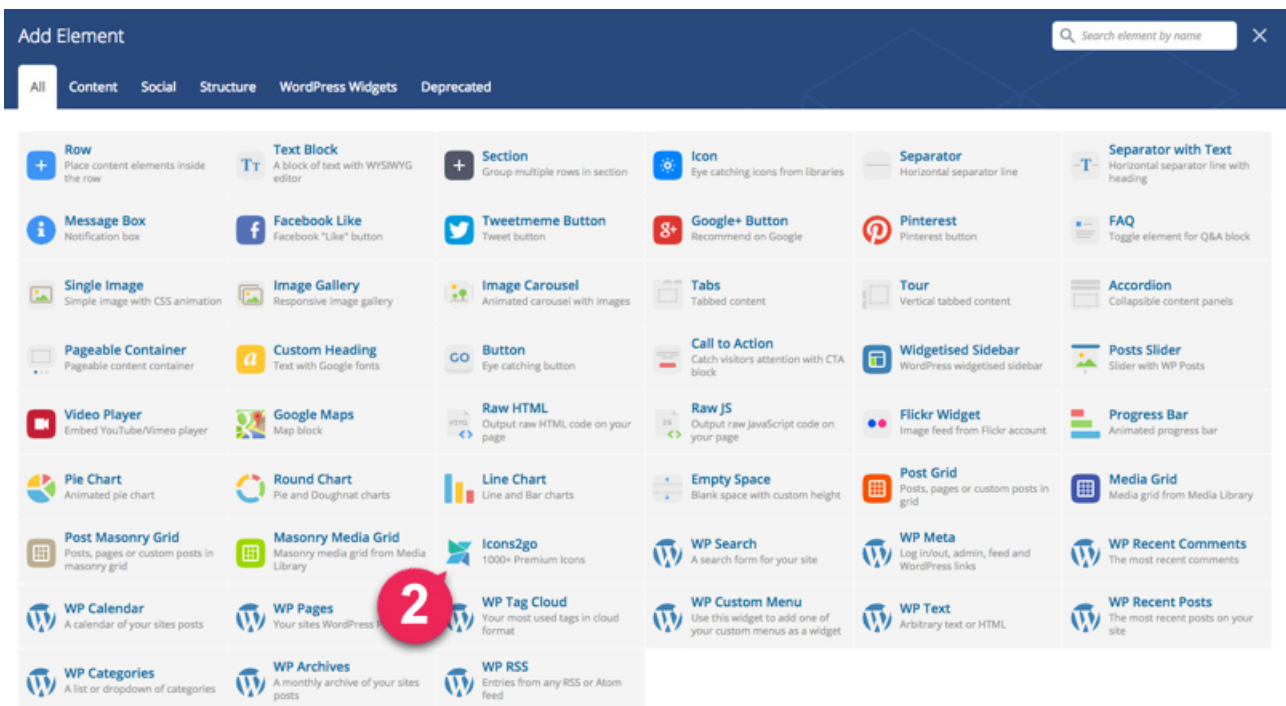 Add Element
Search element by name
All Content Social Structure WordPress Widgets Deprecated
Row
Place content elements inside
the row
Text Block
A block of text with WYSIWYG
editor
Section
Group multiple rows in section
Icon
Eye catching icons from libraries
Separator
Horizontal separator line
Separator with Text
Horizontal separator line with
heading
Message Box
Notification box
Facebook Like
Facebook "Like" button
Tweetmeme Button
Tweet button
Google+ Button
Recommend on Google
Pinterest
Pinterest button
FAQ
Toggle element for Q&A block
Single Image
Simple image with CSS animation
Image Gallery
Responsive image gallery
Image Carousel
Animated carousel with images
Tabs
Tabbed content
Tour
Vertical tabbed content
Accordion
Collapsible content panels
Pageable Container
Pageable content container
Custom Heading
Text with Google fonts
GO
Button
Eye catching button
Call to Action
Catch visitors attention with CTA
block
Widgetised Sidebar
WordPress widgetised sidebar
Posts Slider
Slider with WP Posts
Video Player
Embed YouTube/Vimeo player
Google Maps
Map block
HTML
Raw HTML
Output raw HTML code on your
page
JS
Raw JS
Output raw JavaScript code on
your page
Flickr Widget
Image feed from Flickr account
Progress Bar
Animated progress bar
Pie Chart
Animated pie chart
Round Chart
Pie and Doughnat charts
Line Chart
Line and Bar charts
Empty Space
Blank space with custom height
Post Grid
Posts, pages or custom posts in
grid
Media Grid
Media grid from Media Library
Post Masonry Grid
Posts, pages or custom posts in
masonry grid
Masonry Media Grid
Masonry media grid from Media
Library
Icons2go
1000+ Premium Icons
WP Search
A search form for your site
WP Meta
Log in/out, admin, feed and
WordPress links
WP Recent Comments
The most recent comments
WP Calendar
A calendar of your sites posts
WP Pages
Your sites WordPress
2
WP Tag Cloud
Your most used tags in cloud
format
WP Custom Menu
Use this widget to add one of
your custom menus as a widget
WP Text
Arbitrary text or HTML
WP Recent Posts
The most recent posts on your
site
WP Categories
A list or dropdown of categories
WP Archives
A monthly archive of your sites
posts
WP RSS
Entries from any RSS or Atom
feed